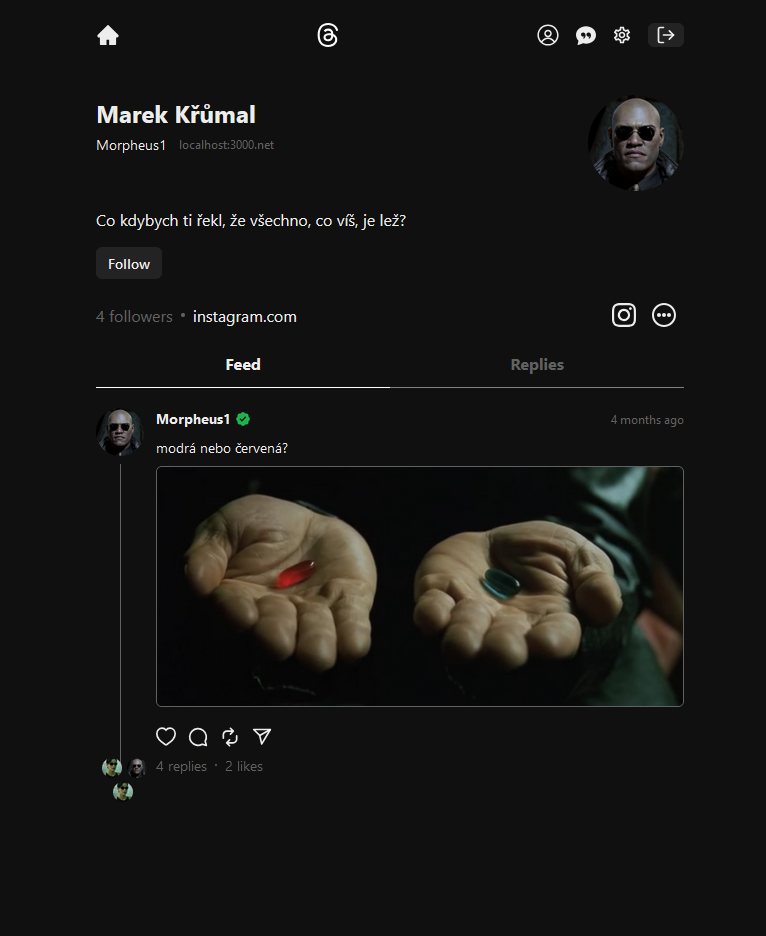 Marek Křůmal
Morpheus1 localhost:3000.net
Co kdybych ti řekl, že všechno, co víš, je lež?
Follow
4 followers • instagram.com
Feed Replies
Morpheus1 4 months ago
modrá nebo červená?
4 replies · 2 likes